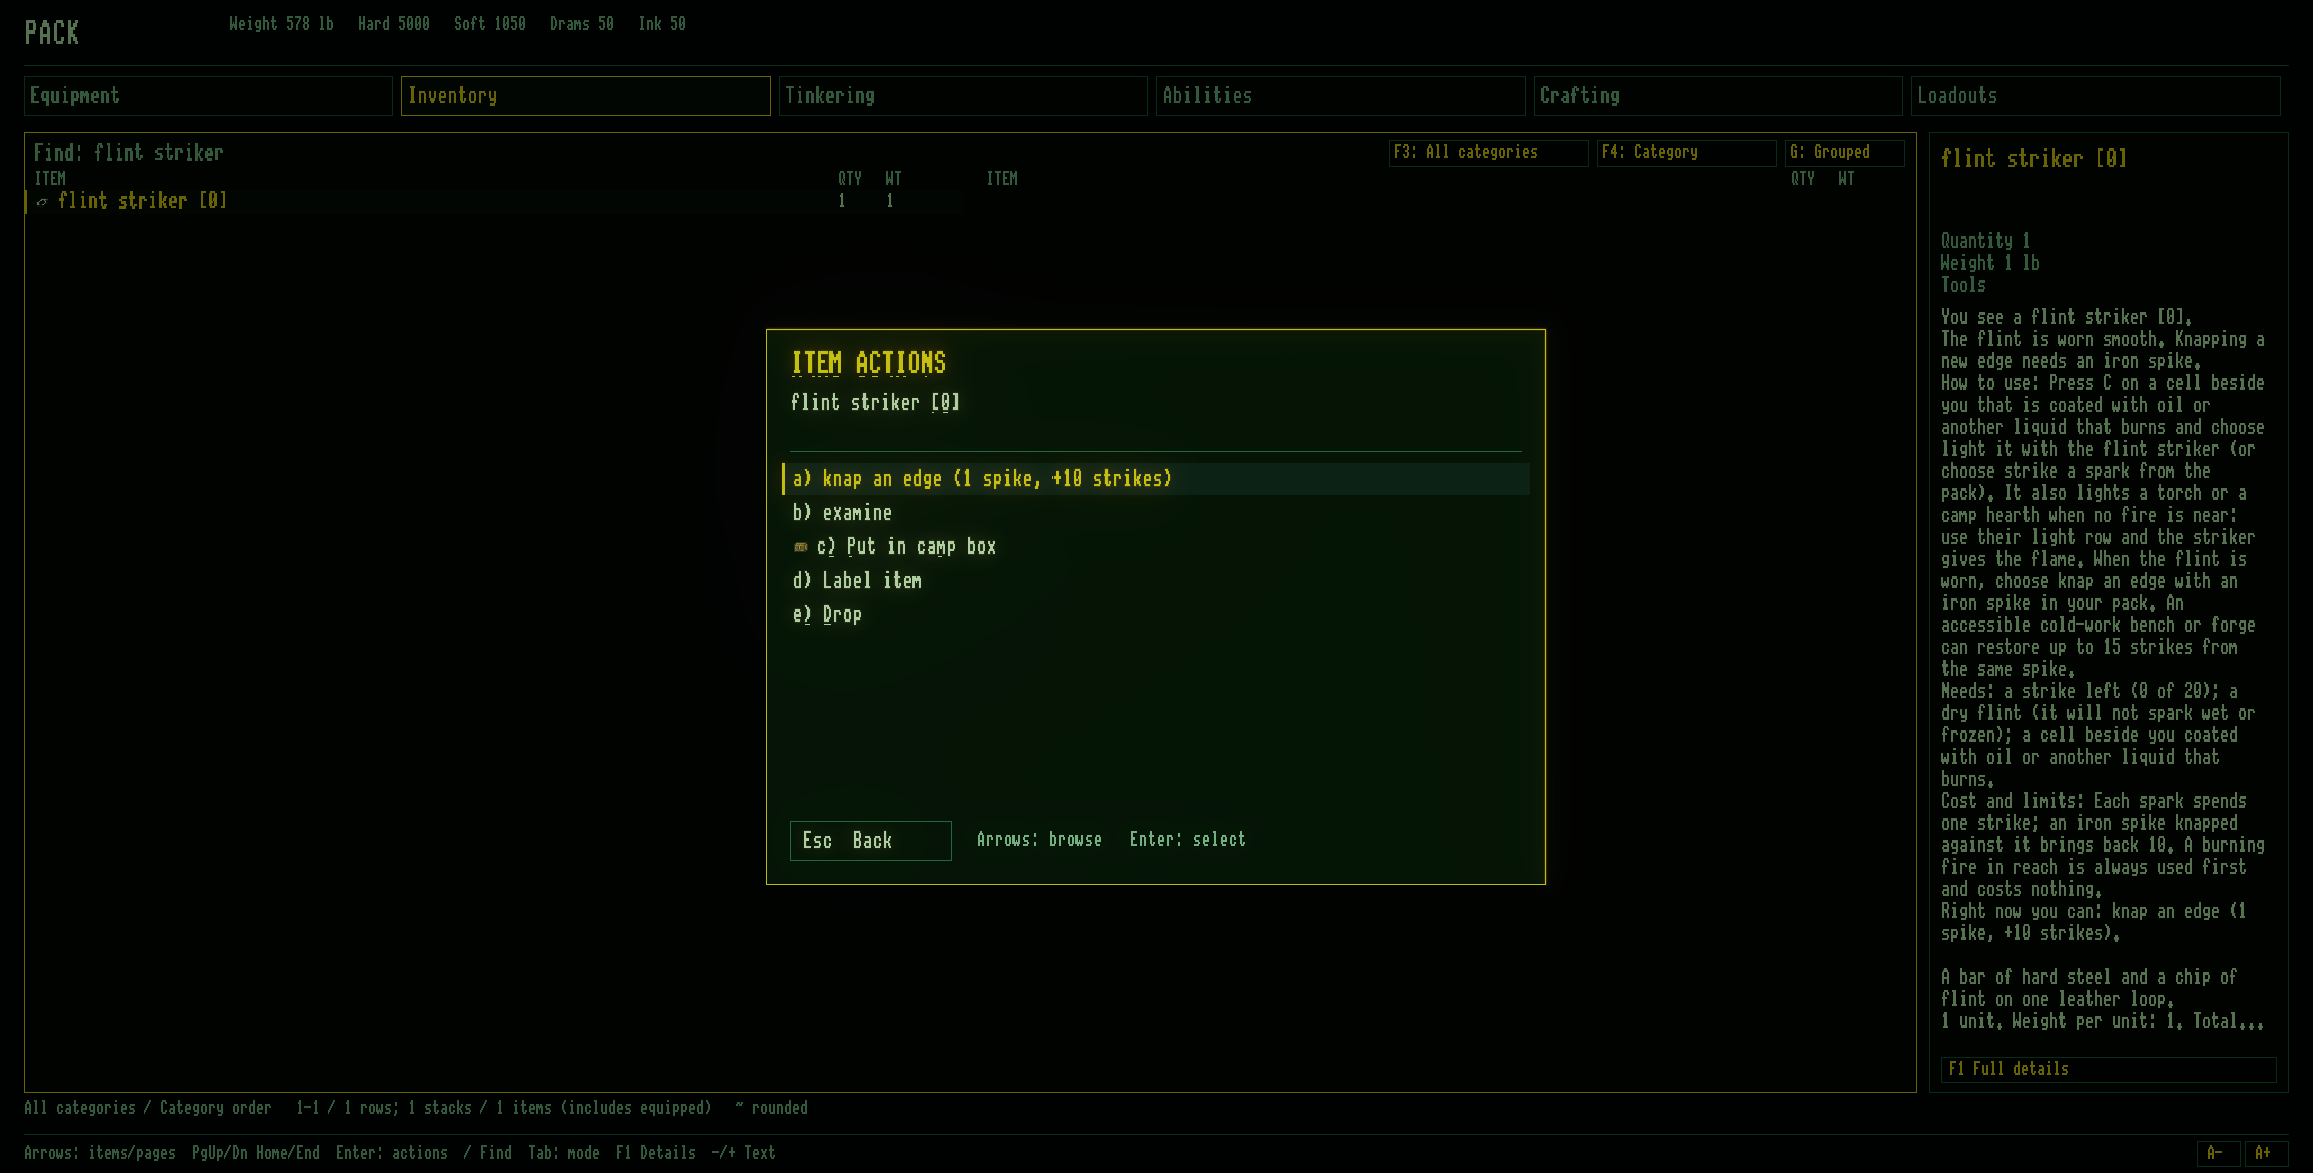 PACK
Weight 578 lb Hard 5000 Soft 1050 Drams 50 Ink 50
Equipment
Inventory
Tinkering
Abilities
Crafting
Loadouts
Find: flint striker
F3: All categories
F4: Category
G: Grouped
ITEM QTY WT ITEM QTY WT
flint striker [0] 1 1
ITEM ACTIONS
flint striker [0]
a) knap an edge (1 spike, +10 strikes)
b) examine
c) Put in camp box
d) Label item
e) Drop
Esc Back
Arrows: browse Enter: select
flint striker [0]
Quantity 1
Weight 1 lb
Tools
You see a flint striker [0].
The flint is worn smooth. Knapping a
new edge needs an iron spike.
How to use: Press C on a cell beside
you that is coated with oil or
another liquid that burns and choose
light it with the flint striker (or
choose strike a spark from the
pack). It also lights a torch or a
camp hearth when no fire is near:
use their light row and the striker
gives the flame. When the flint is
worn, choose knap an edge with an
iron spike in your pack. An
accessible cold-work bench or forge
can restore up to 15 strikes from
the same spike.
Needs: a strike left (0 of 20); a
dry flint (it will not spark wet or
frozen); a cell beside you coated
with oil or another liquid that
burns.
Cost and limits: Each spark spends
one strike; an iron spike knapped
against it brings back 10. A burning
fire in reach is always used first
and costs nothing.
Right now you can: knap an edge (1
spike, +10 strikes).
A bar of hard steel and a chip of
flint on one leather loop.
1 unit. Weight per unit: 1. Total...
F1 Full details
All categories / Category order 1-1 / 1 rows; 1 stacks / 1 items (includes equipped) ~ rounded
Arrows: items/pages PgUp/Dn Home/End Enter: actions / Find Tab: mode F1 Details -/+ Text
A-
A+